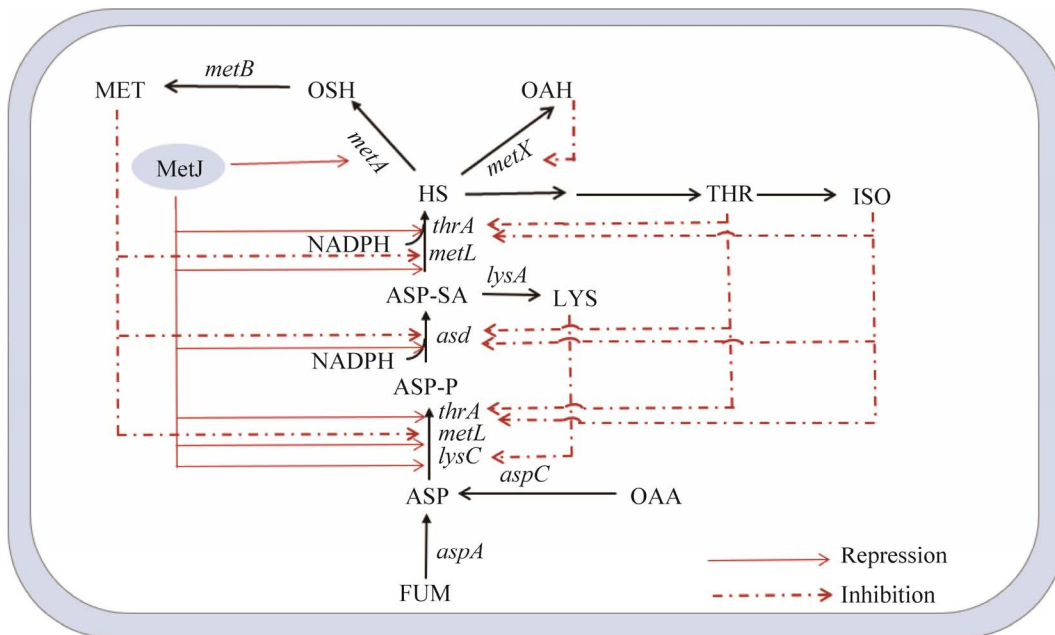 metB
MET
OSH
OAH
MetJ
metA
metX
HS
THR
ISO
thrA
NADPH
metL
lysA
ASP-SA
LYS
asd
NADPH
ASP-P
thrA
metL
lysC
aspC
ASP
OAA
aspA
Repression
FUM
Inhibition